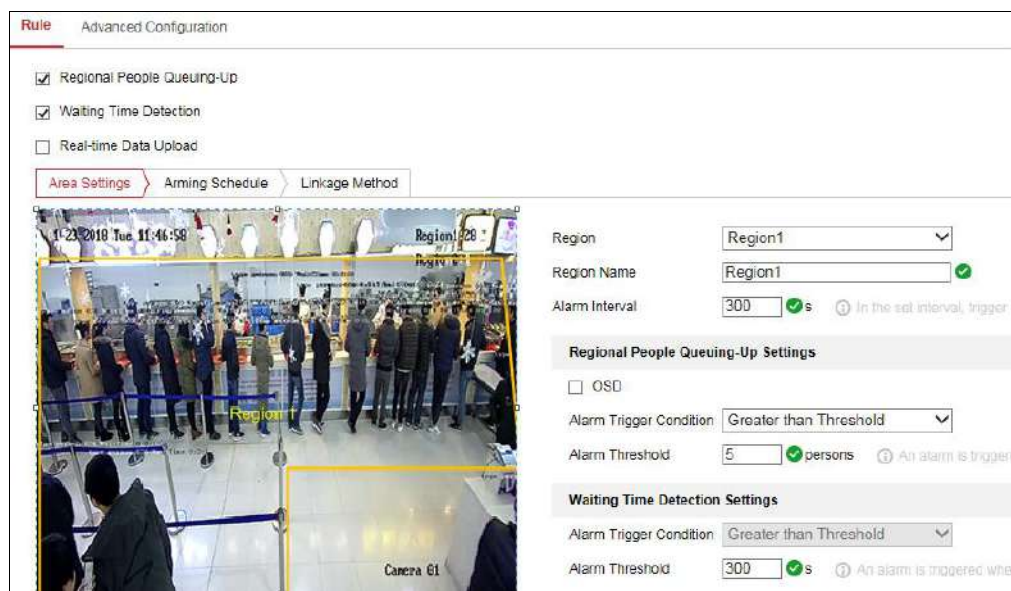 Rule Advanced Configuration
Regional People Queuing-Up
Waiting Time Detection
Real-time Data Upload
Area Settings Arming Schedule Linkage Method
1-23-2018 Tue 11:46:58 Region1 28
Region 1
Camera 01
Region Region1
Region Name Region1
Alarm Interval 300 s In the set interval, trigger
Regional People Queuing-Up Settings
OSD
Alarm Trigger Condition Greater than Threshold
Alarm Threshold 5 persons An alarm is triggere
Waiting Time Detection Settings
Alarm Trigger Condition Greater than Threshold
Alarm Threshold 300 s An alarm is triggered whe